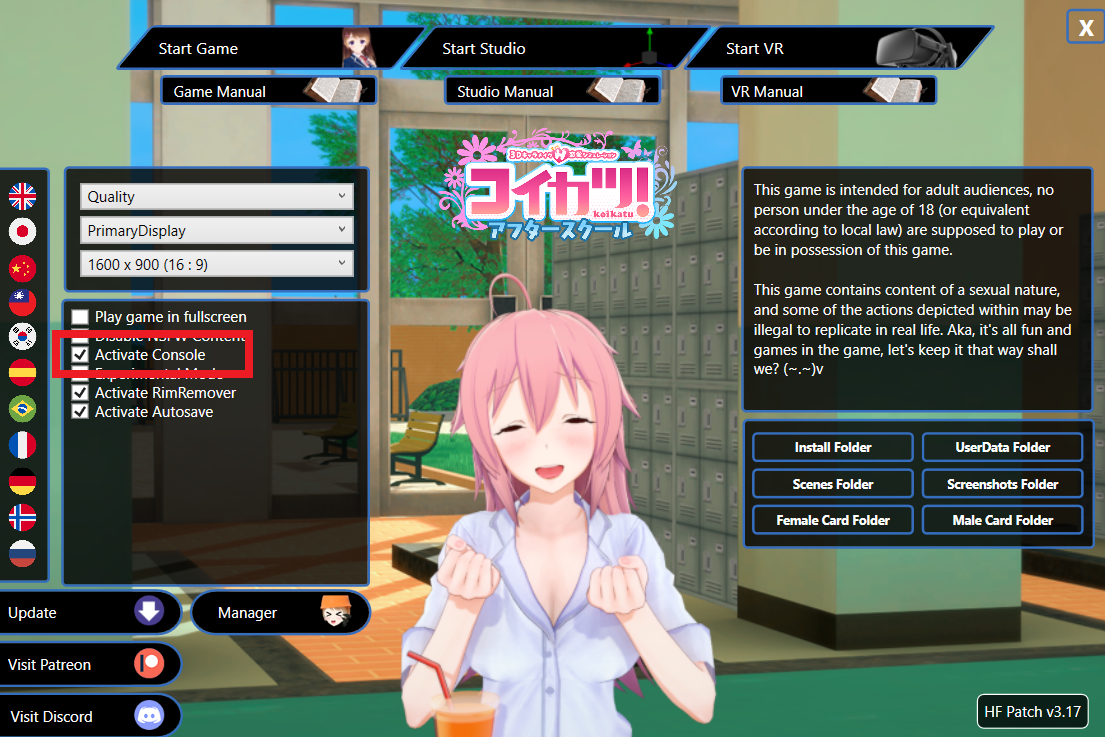 X
Start Game
Start Studio
Start VR
Game Manual
Studio Manual
VR Manual
コイカツ!
koikatu
アフタースクール
Quality
PrimaryDisplay
1600 x 900 (16 : 9)
Play game in fullscreen
Disable NSFW Content
Activate Console
Experimental Mode
Activate RimRemover
Activate Autosave
This game is intended for adult audiences, no
person under the age of 18 (or equivalent
according to local law) are supposed to play or
be in possession of this game.
This game contains content of a sexual nature,
and some of the actions depicted within may be
illegal to replicate in real life. Aka, it's all fun and
games in the game, let's keep it that way shall
we? (~.~)v
Install Folder
UserData Folder
Scenes Folder
Screenshots Folder
Female Card Folder
Male Card Folder
Update
Manager
Visit Patreon
Visit Discord
HF Patch v3.17